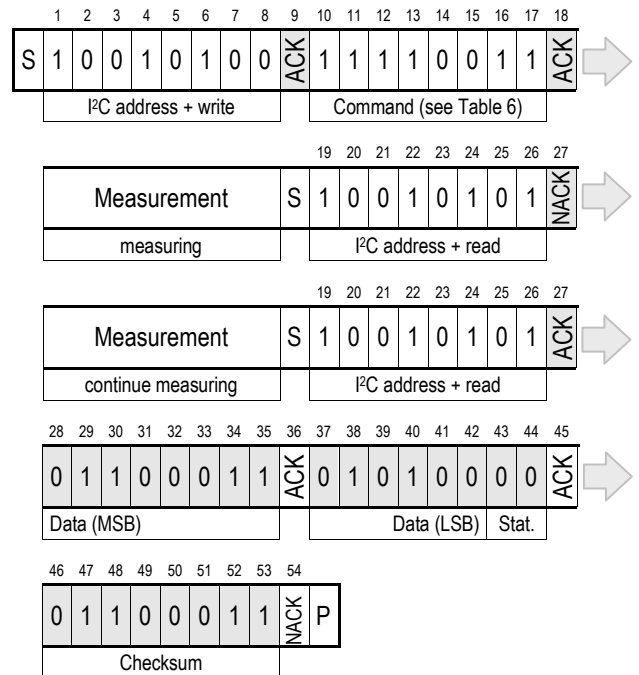 1 2 3 4 5 6 7 8 9 10 11 12 13 14 15 16 17 18
S 1 0 0 1 0 1 0 0 ACK 1 1 1 1 0 0 1 1 ACK
I²C address + write Command (see Table 6)
19 20 21 22 23 24 25 26 27
Measurement S 1 0 0 1 0 1 0 1 NACK
measuring I²C address + read
19 20 21 22 23 24 25 26 27
Measurement S 1 0 0 1 0 1 0 1 ACK
continue measuring I²C address + read
28 29 30 31 32 33 34 35 36 37 38 39 40 41 42 43 44 45
0 1 1 0 0 0 1 1 ACK 0 1 0 1 0 0 0 0 ACK
Data (MSB) Data (LSB) Stat.
46 47 48 49 50 51 52 53 54
0 1 1 0 0 0 1 1 NACK P
Checksum